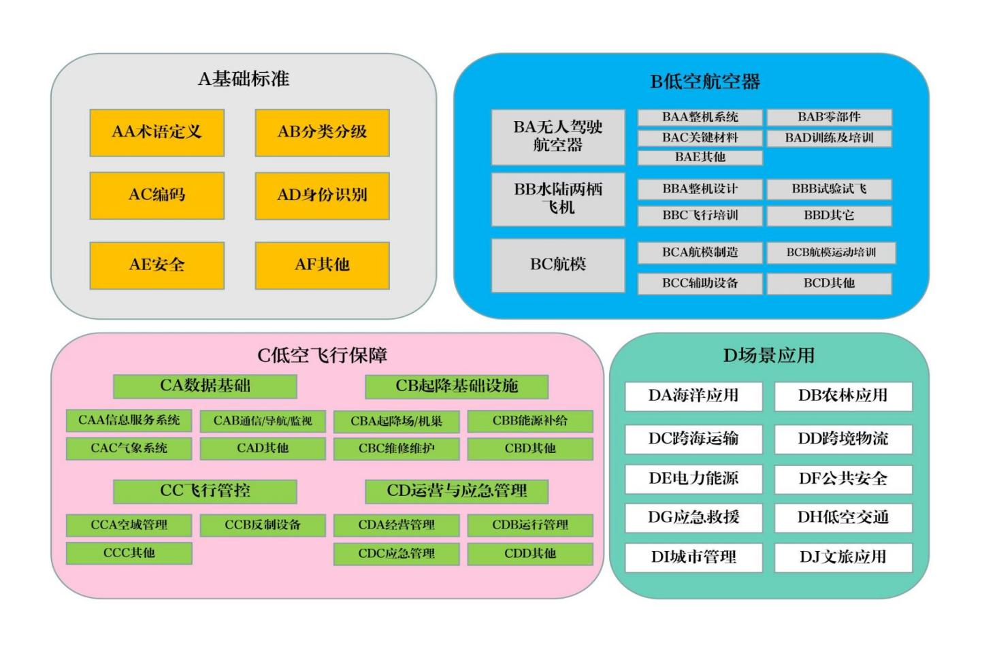 A基础标准
AA术语定义
AB分类分级
AC编码
AD身份识别
AE安全
AF其他
B低空航空器
BA无人驾驶
航空器
BAA整机系统
BAB零部件
BAC关键材料
BAD训练及培训
BAE其他
BB水陆两栖
飞机
BBA整机设计
BBB试验试飞
BBC飞行培训
BBD其它
BC航模
BCA航模制造
BCB航模运动培训
BCC辅助设备
BCD其他
C低空飞行保障
CA数据基础
CAA信息服务系统
CAB通信/导航/监视
CAC气象系统
CAD其他
CB起降基础设施
CBA起降场/机巢
CBB能源补给
CBC维修维护
CBD其他
CC飞行管控
CCA空域管理
CCB反制设备
CCC其他
CD运营与应急管理
CDA经营管理
CDB运行管理
CDC应急管理
CDD其他
D场景应用
DA海洋应用
DB农林应用
DC跨海运输
DD跨境物流
DE电力能源
DF公共安全
DG应急救援
DH低空交通
DI城市管理
DJ文旅应用